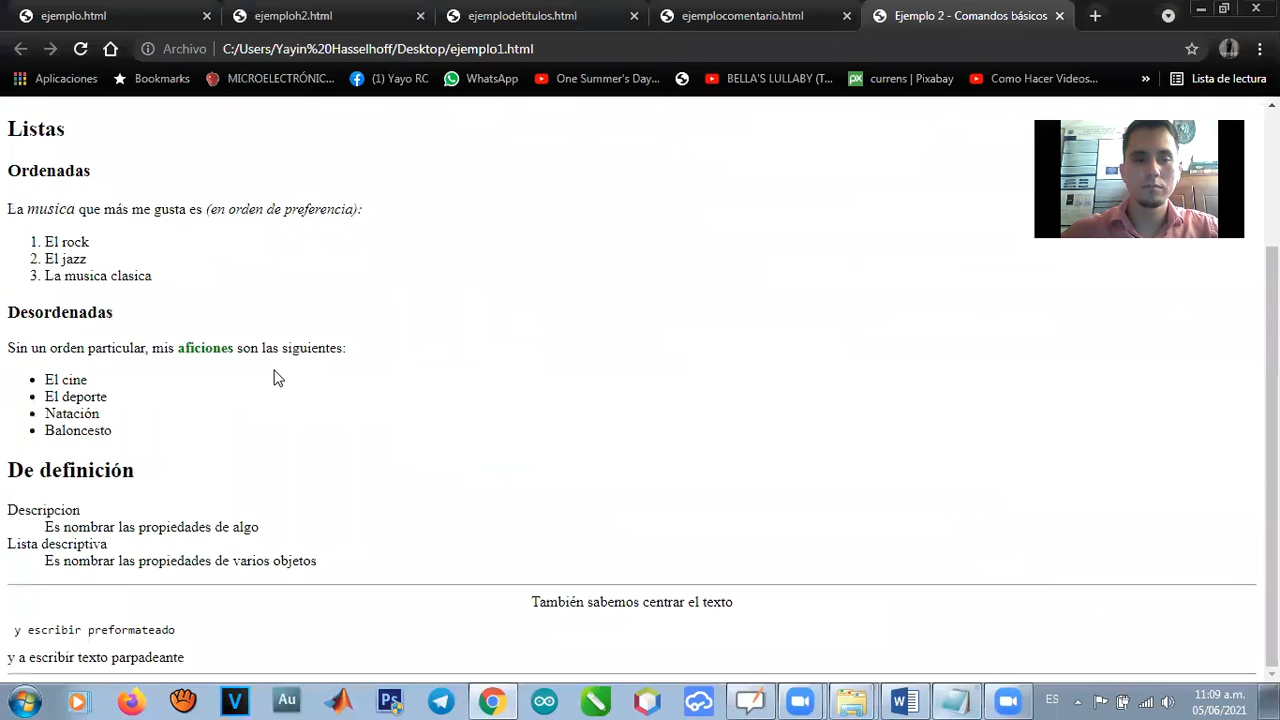 ejemplo.html
ejemploh2.html
ejemplodetitulos.html
ejemplocomentario.html
Ejemplo 2 - Comandos básicos
Archivo
C:/Users/Yayin%20Hasselhoff/Desktop/ejemplo1.html
Aplicaciones
Bookmarks
MICROELECTRÓNIC...
(1) Yayo RC
WhatsApp
One Summer's Day...
BELLA'S LULLABY (T...
currens | Pixabay
Como Hacer Videos...
»
Lista de lectura
Listas
Ordenadas
La musica que más me gusta es (en orden de preferencia):
1. El rock
2. El jazz
3. La musica clasica
Desordenadas
Sin un orden particular, mis aficiones son las siguientes:
• El cine
• El deporte
• Natación
• Baloncesto
De definición
Descripcion
Es nombrar las propiedades de algo
Lista descriptiva
Es nombrar las propiedades de varios objetos
También sabemos centrar el texto
y escribir preformateado
y a escribir texto parpadeante
V
Au
Ps
W
ES
11:09 a.m.
05/06/2021